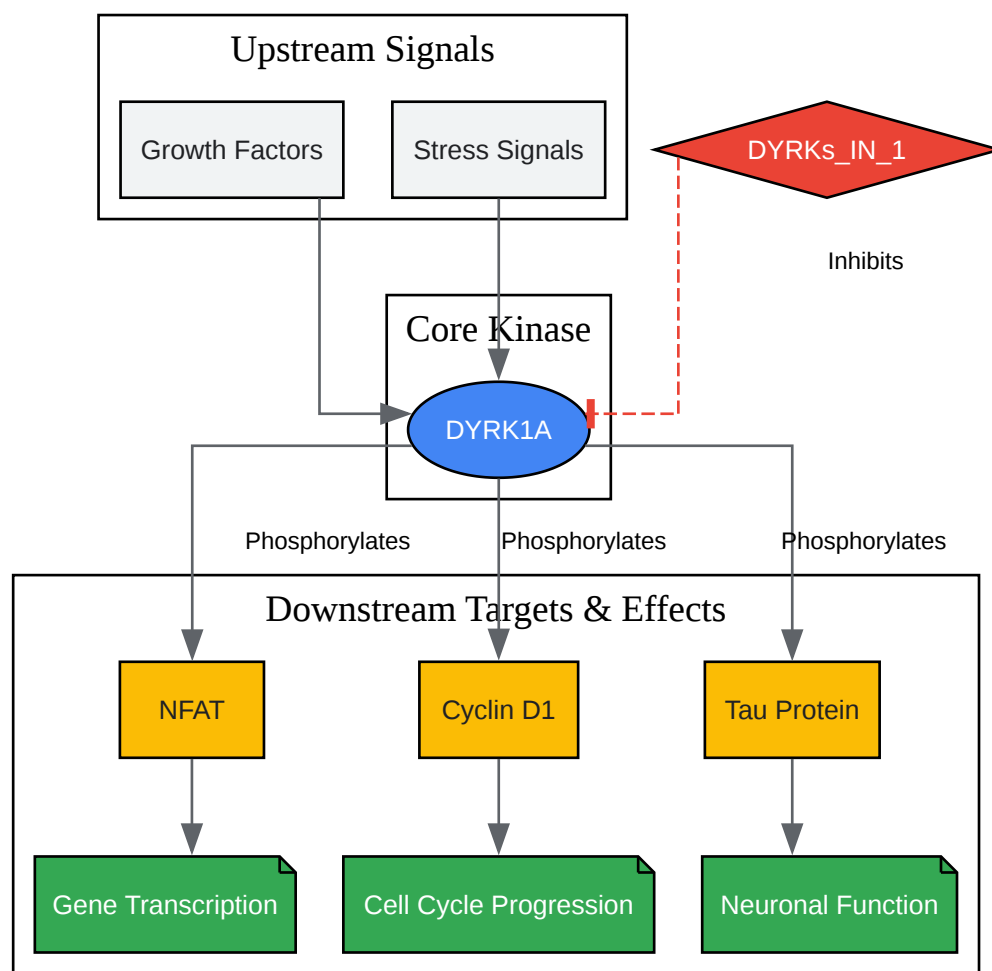 Upstream Signals
Growth Factors
Stress Signals
DYRKs_IN_1
Inhibits
Core Kinase
DYRK1A
Phosphorylates
Phosphorylates
Phosphorylates
Downstream Targets & Effects
NFAT
Cyclin D1
Tau Protein
Gene Transcription
Cell Cycle Progression
Neuronal Function